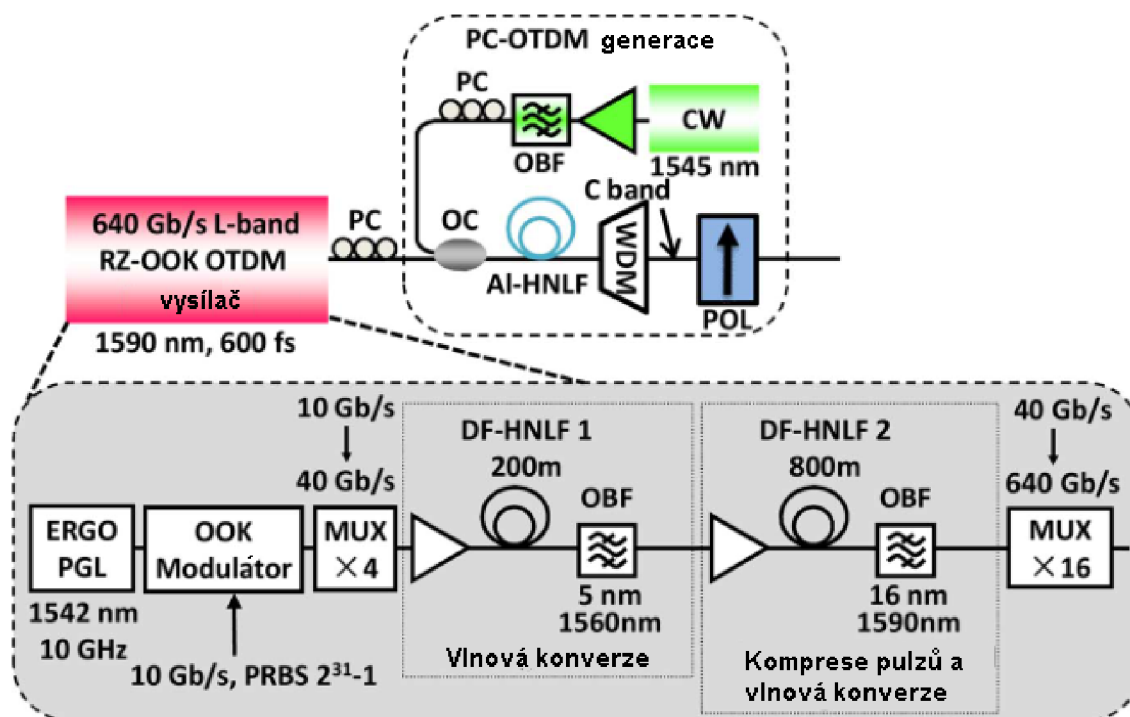 PC-OTDM generace
PC
OBF
CW
1545 nm
C band
640 Gb/s L-band
RZ-OOK OTDM
vysílač
1590 nm, 600 fs
PC
OC
Al-HNLF
WDM
POL
10 Gb/s
40 Gb/s
DF-HNLF 1
200m
OBF
5 nm
1560nm
Vlnová konverze
DF-HNLF 2
800m
OBF
16 nm
1590nm
Komprese pulzů a
vlnová konverze
40 Gb/s
640 Gb/s
ERGO
PGL
1542 nm
10 GHz
OOK
Modulátor
10 Gb/s, PRBS 2³¹-1
MUX
×4
MUX
×16